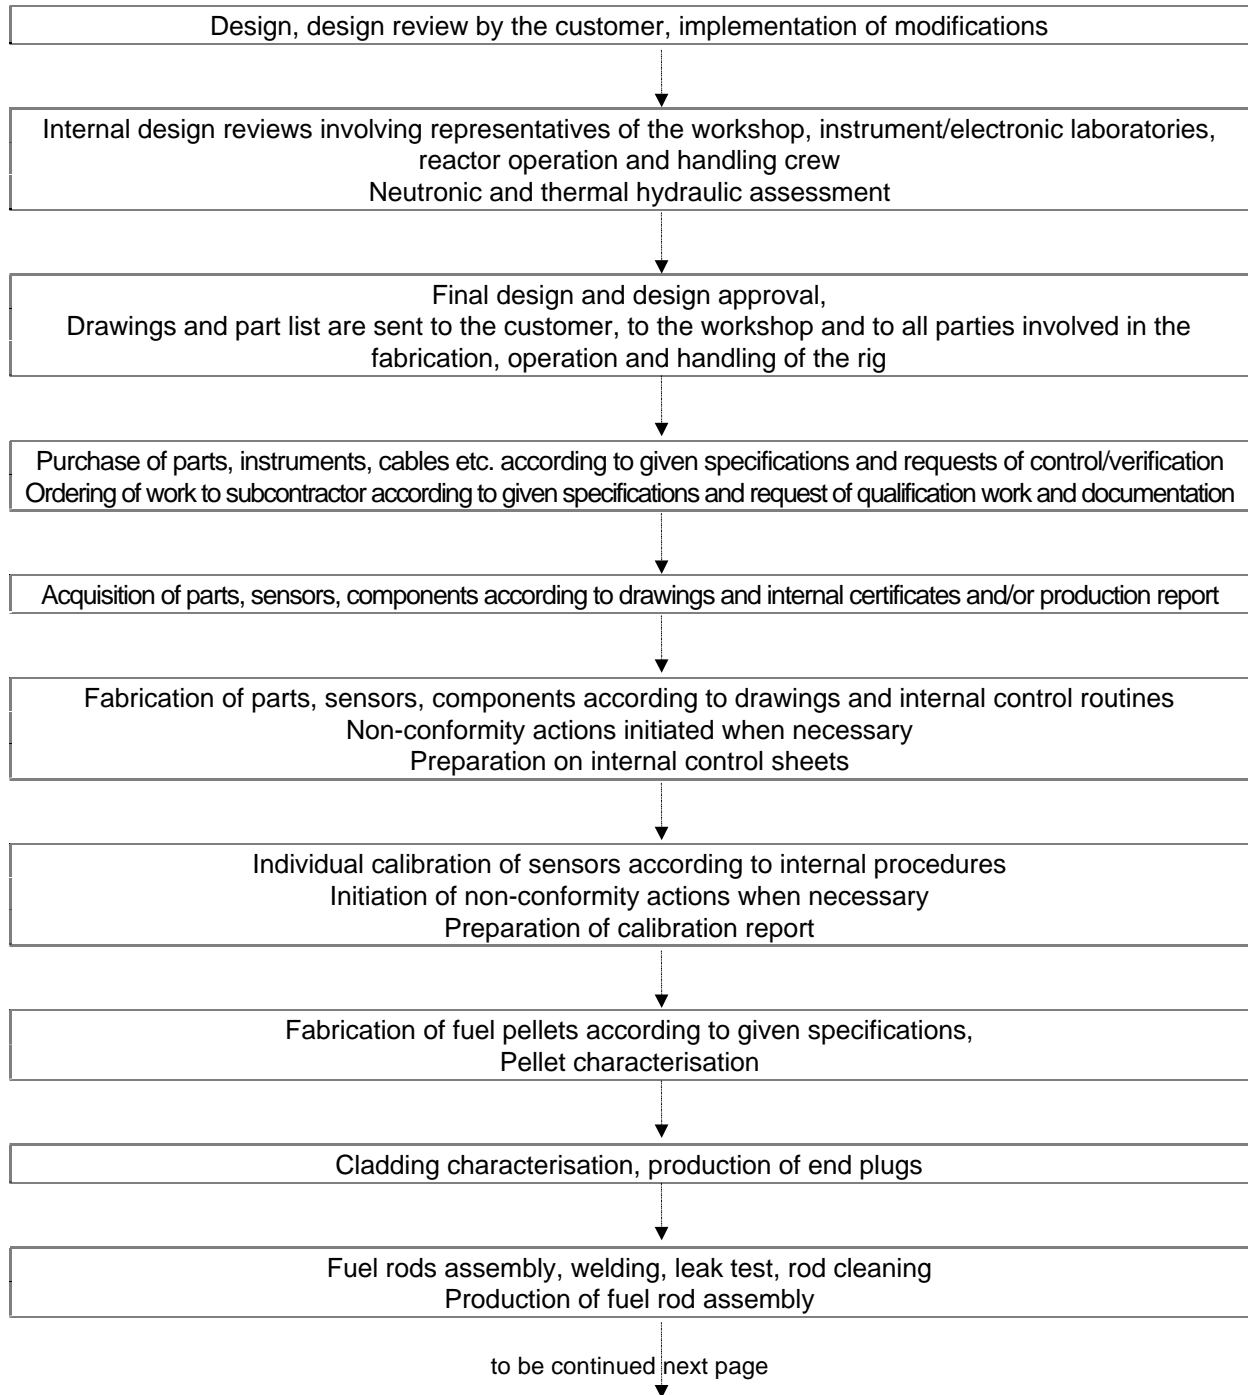 Design, design review by the customer, implementation of modifications
Internal design reviews involving representatives of the workshop, instrument/electronic laboratories,
reactor operation and handling crew
Neutronic and thermal hydraulic assessment
Final design and design approval,
Drawings and part list are sent to the customer, to the workshop and to all parties involved in the
fabrication, operation and handling of the rig
Purchase of parts, instruments, cables etc. according to given specifications and requests of control/verification
Ordering of work to subcontractor according to given specifications and request of qualification work and documentation
Acquisition of parts, sensors, components according to drawings and internal certificates and/or production report
Fabrication of parts, sensors, components according to drawings and internal control routines
Non-conformity actions initiated when necessary
Preparation on internal control sheets
Individual calibration of sensors according to internal procedures
Initiation of non-conformity actions when necessary
Preparation of calibration report
Fabrication of fuel pellets according to given specifications,
Pellet characterisation
Cladding characterisation, production of end plugs
Fuel rods assembly, welding, leak test, rod cleaning
Production of fuel rod assembly
to be continued next page